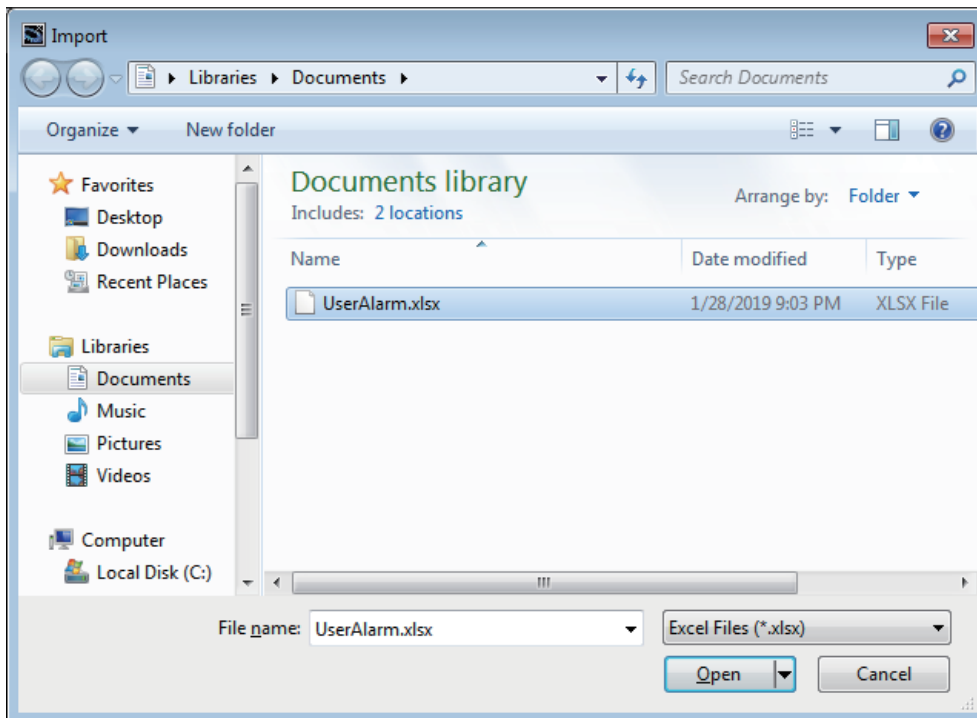 Import
Libraries Documents
Search Documents
Organize New folder
Favorites
Desktop
Downloads
Recent Places
Libraries
Documents
Music
Pictures
Videos
Computer
Local Disk (C:)
Documents library
Includes: 2 locations
Arrange by: Folder
Name Date modified Type
UserAlarm.xlsx 1/28/2019 9:03 PM XLSX File
File name: UserAlarm.xlsx Excel Files (*.xlsx)
Open Cancel